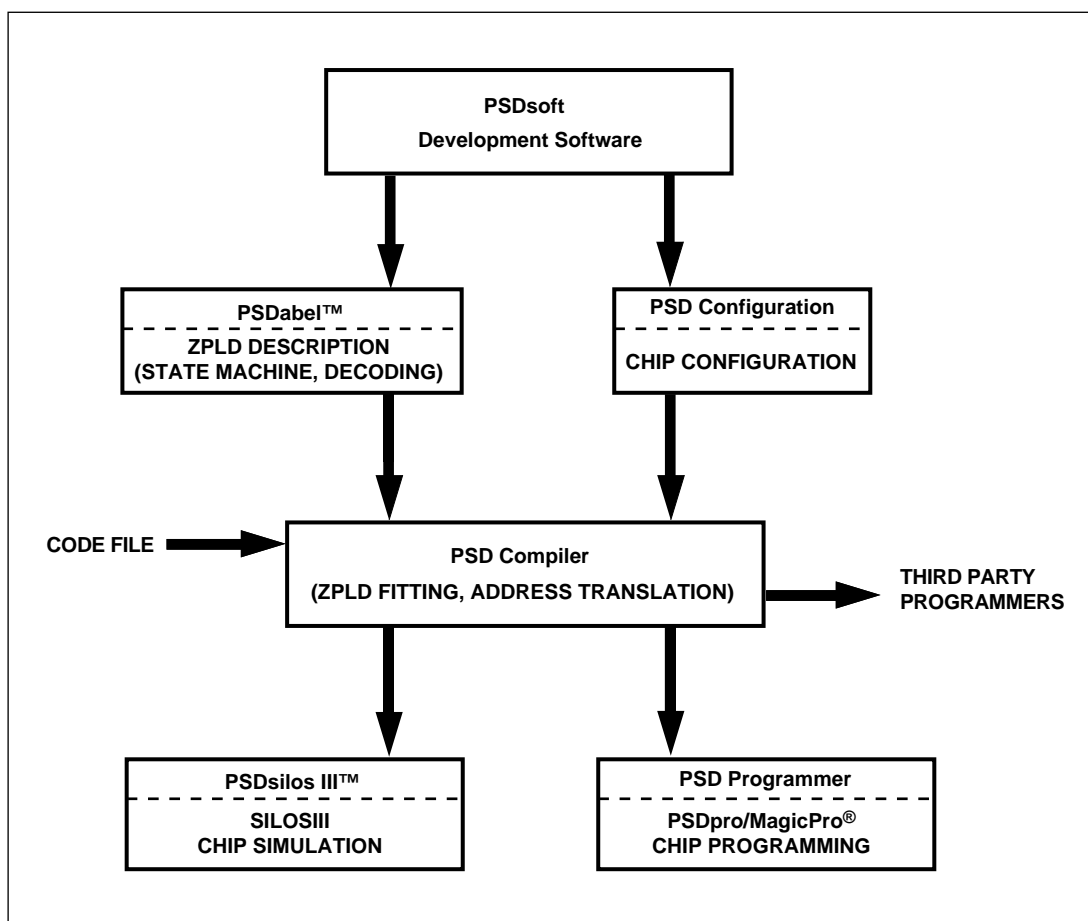 PSDsoft
Development Software
PSDabel™
ZPLD DESCRIPTION
(STATE MACHINE, DECODING)
PSD Configuration
CHIP CONFIGURATION
CODE FILE
PSD Compiler
(ZPLD FITTING, ADDRESS TRANSLATION)
THIRD PARTY
PROGRAMMERS
PSDsilos III™
SILOSIII
CHIP SIMULATION
PSD Programmer
PSDpro/MagicPro®
CHIP PROGRAMMING